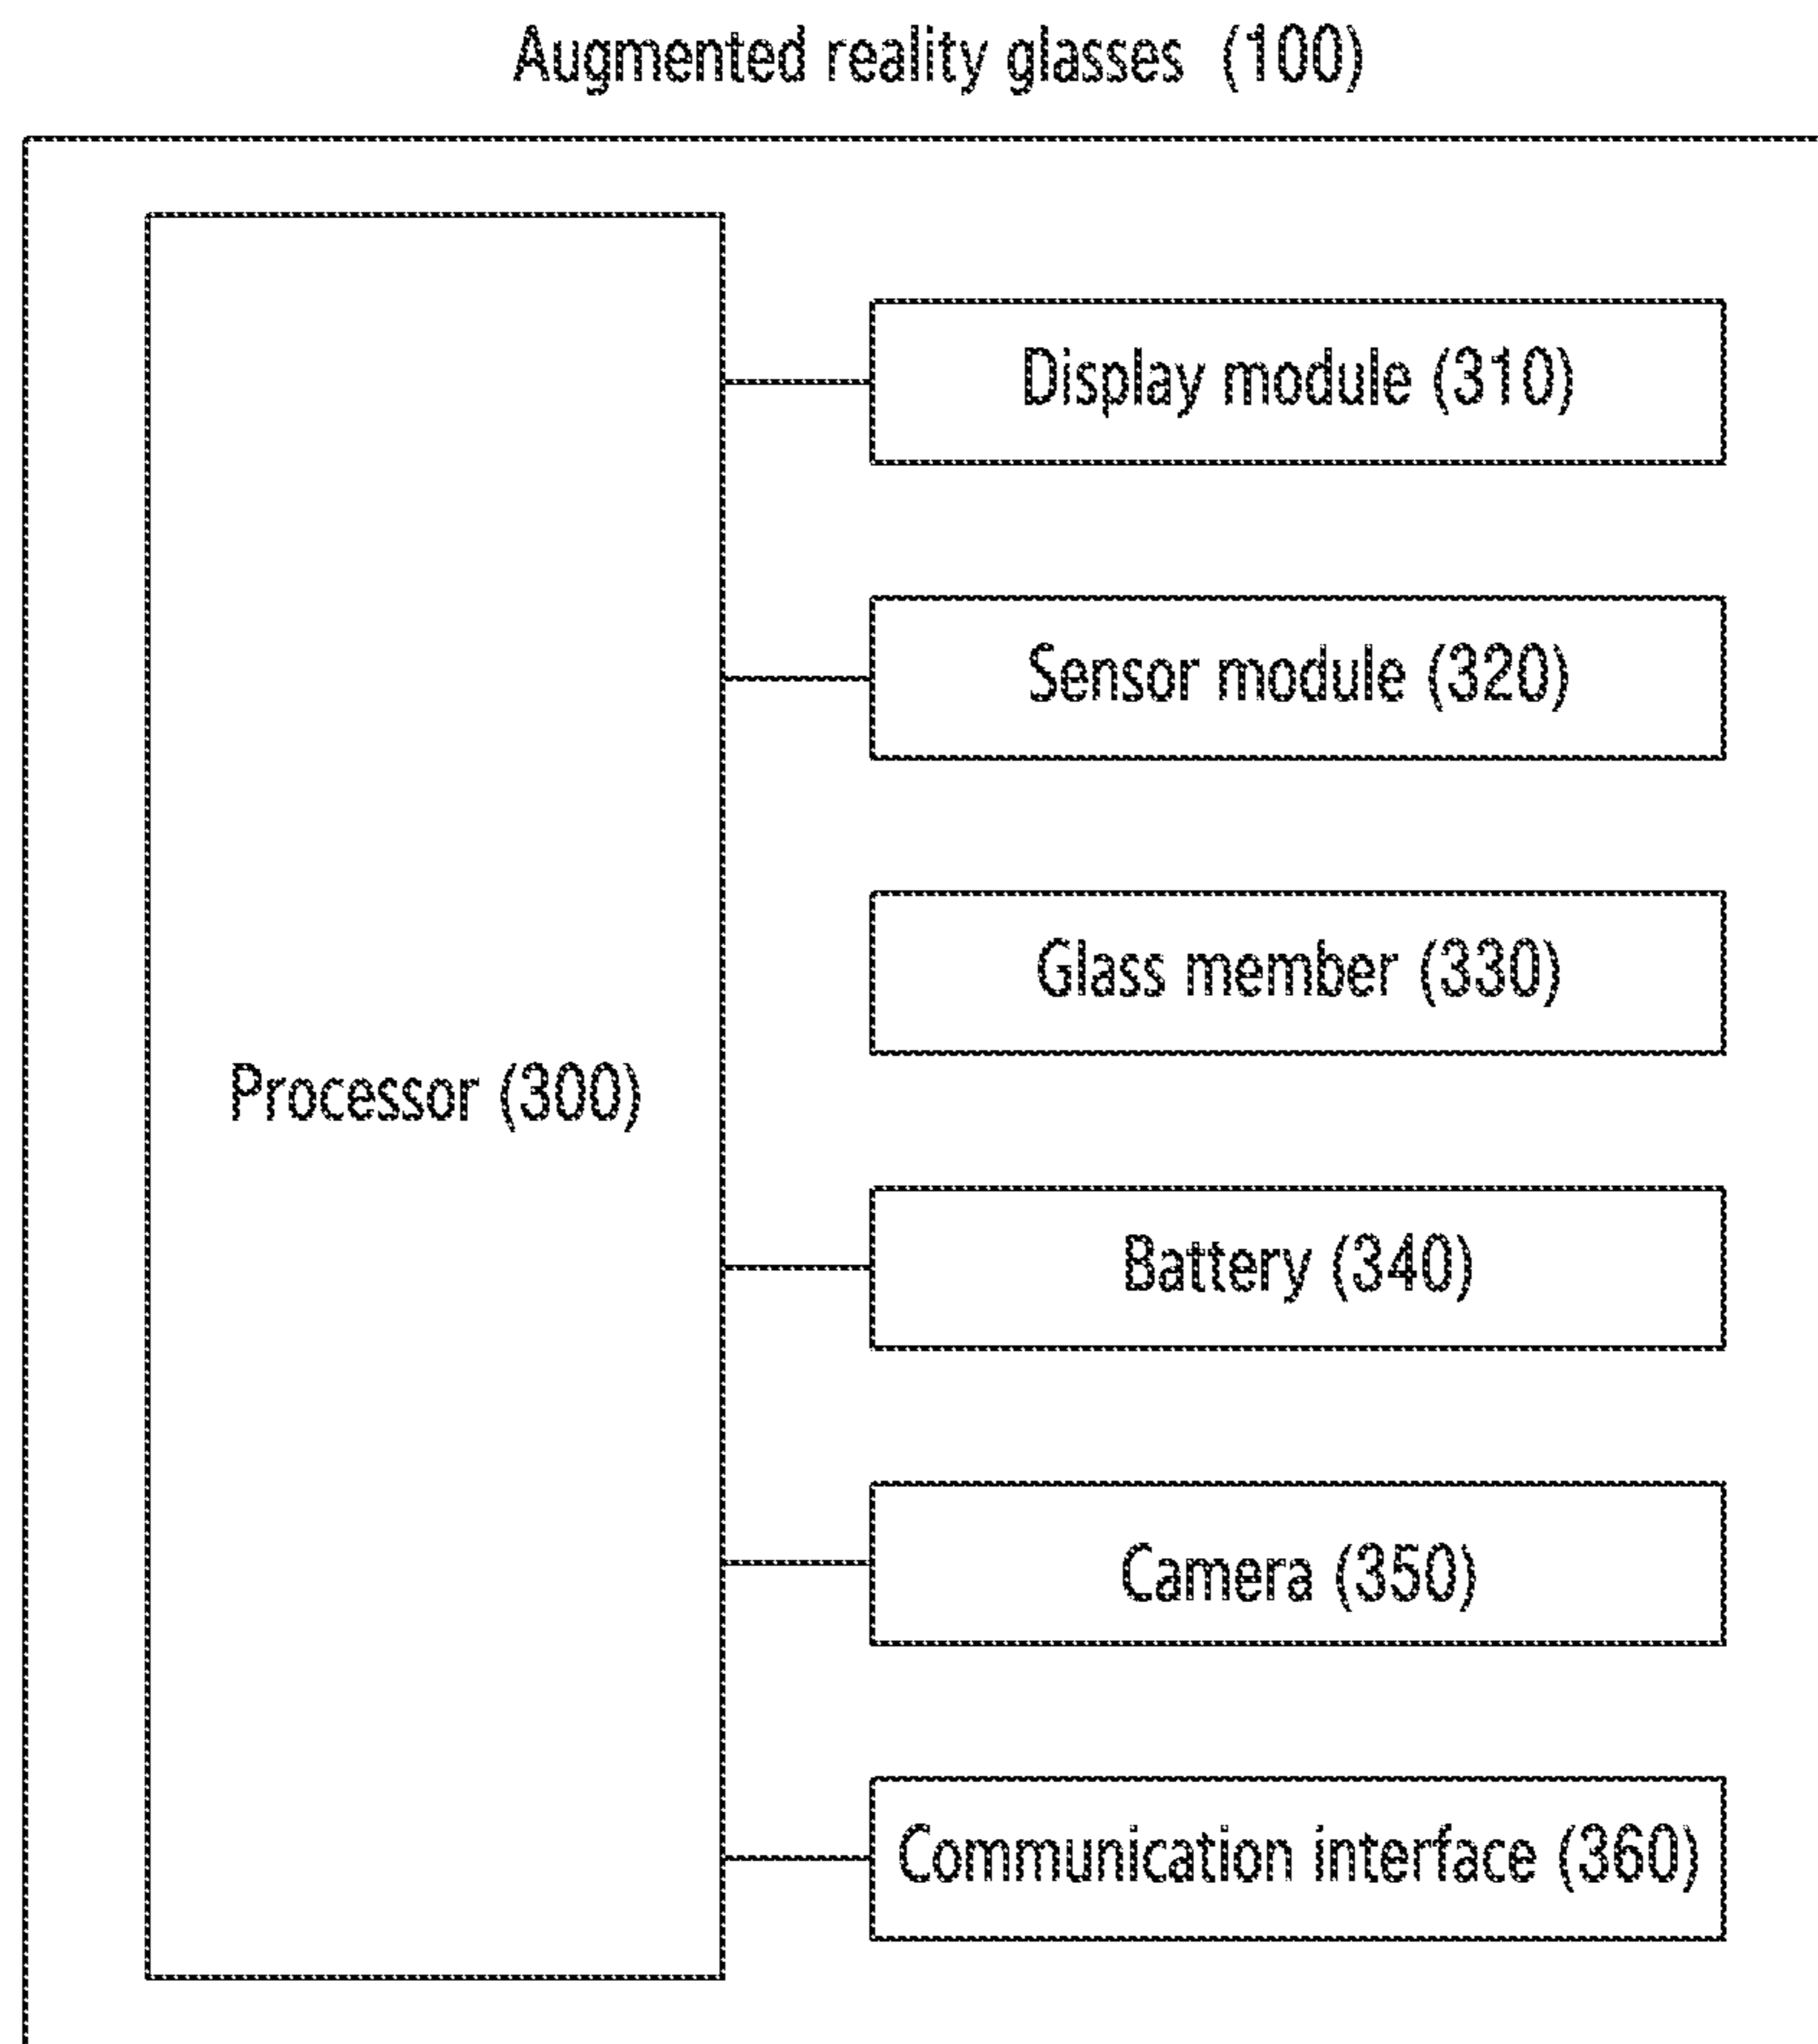 Augmented reality glasses (100)
Display module (310)
Sensor module (320)
Glass member (330)
Processor (300)
Battery (340)
Camera (350)
Communication interface (360)